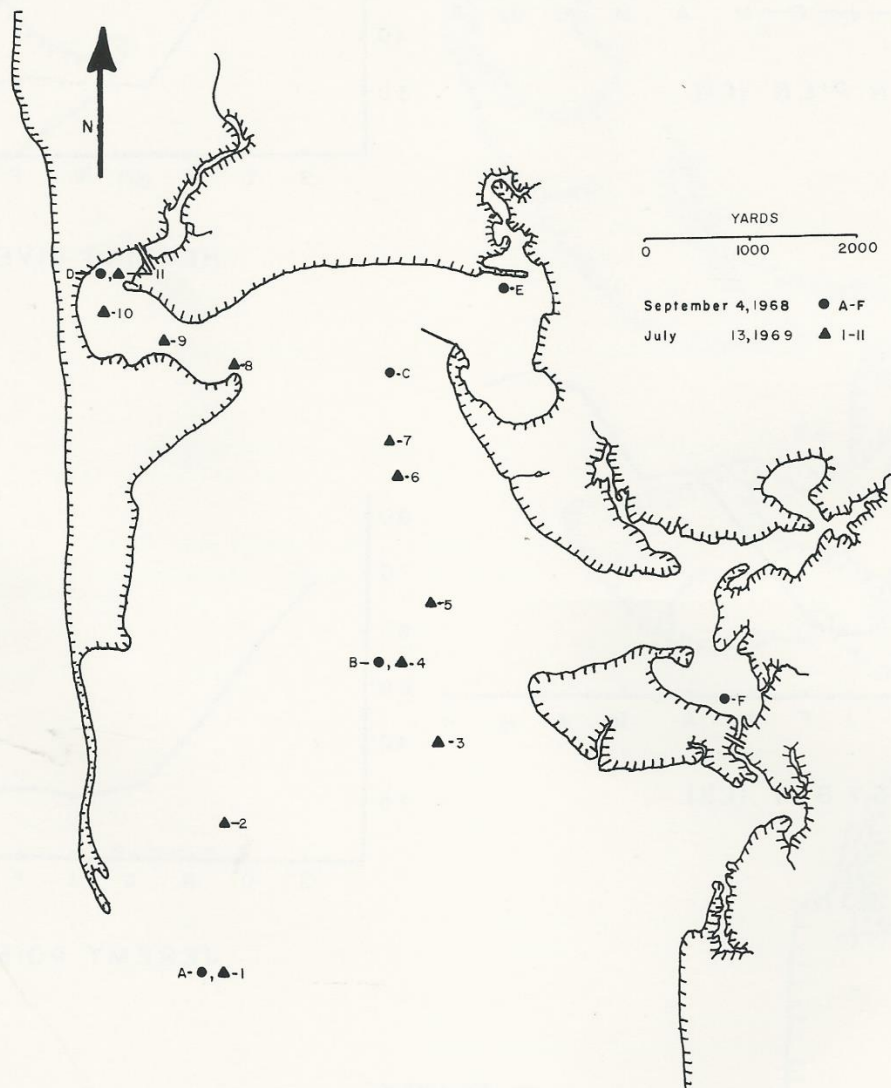 N
YARDS
0 1000 2000
September 4, 1968 ● A-F
July 13, 1969 ▲ 1-11
D-●,▲-11
●-E
▲-10
▲-9
▲-8
●-C
▲-7
▲-6
▲-5
B-●,▲-4
●-F
▲-3
▲-2
A-●,▲-1